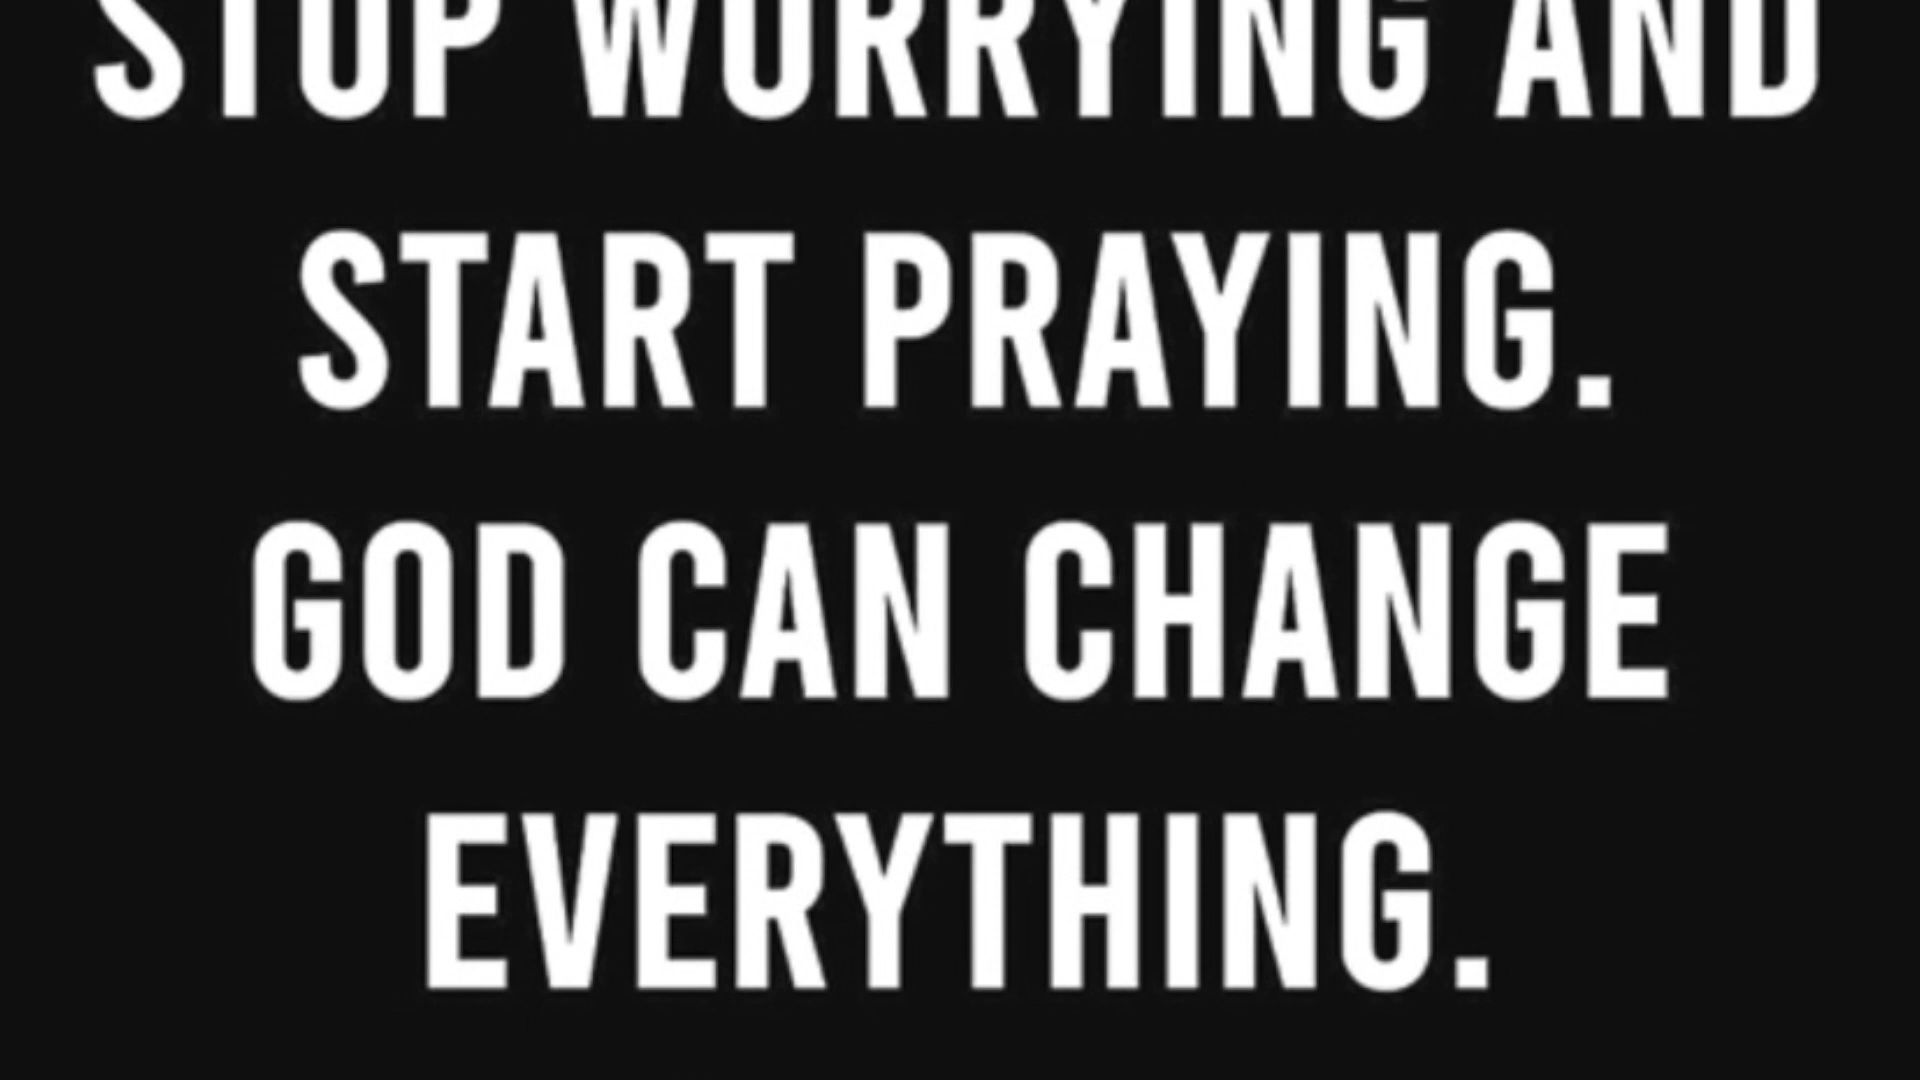 STOP WORRYING AND
START PRAYING.
GOD CAN CHANGE
EVERYTHING.